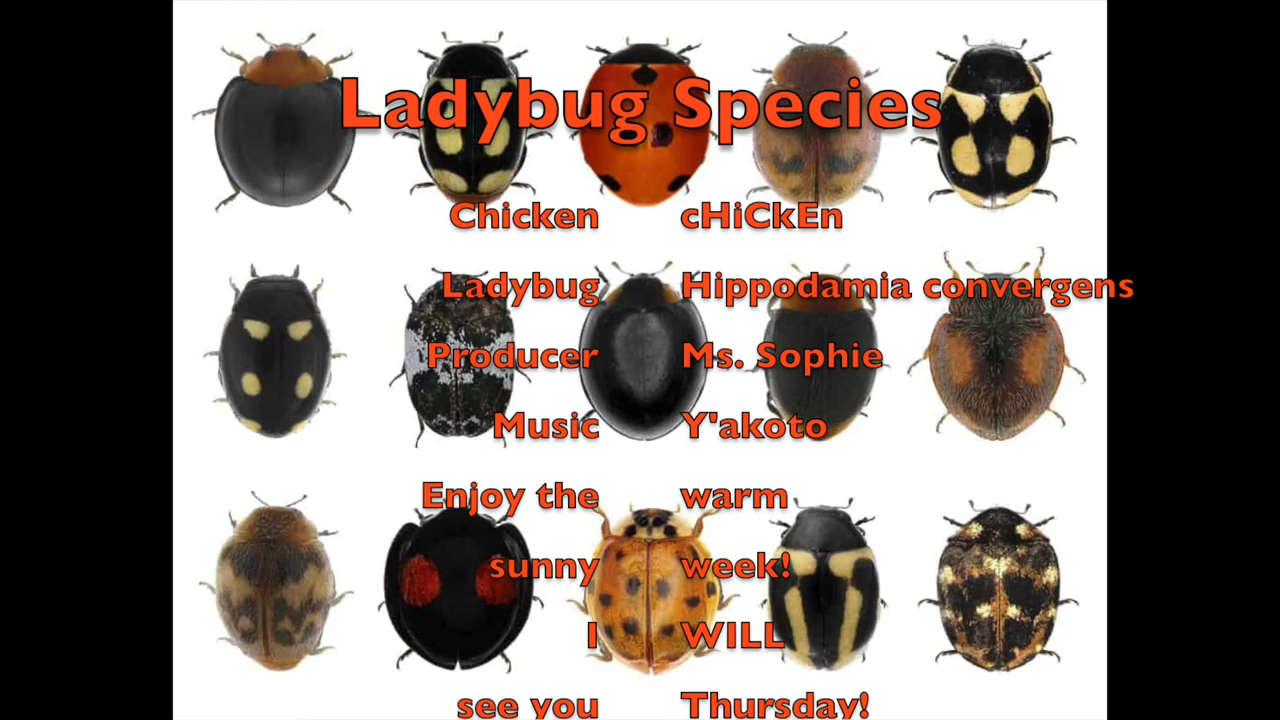 Ladybug Species
Chicken cHiCkEn
Ladybug Hippodamia convergens
Producer Ms. Sophie
Music Y'akoto
Enjoy the warm
sunny week!
I WILL
see you Thursday!